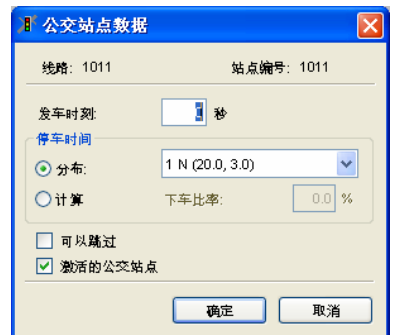 公交站点数据
线路: 1011 站点编号: 1011
发车时刻: 秒
停车时间
分布: 1 N (20.0, 3.0)
计算 下车比率: 0.0 %
可以跳过
激活的公交站点
确定 取消